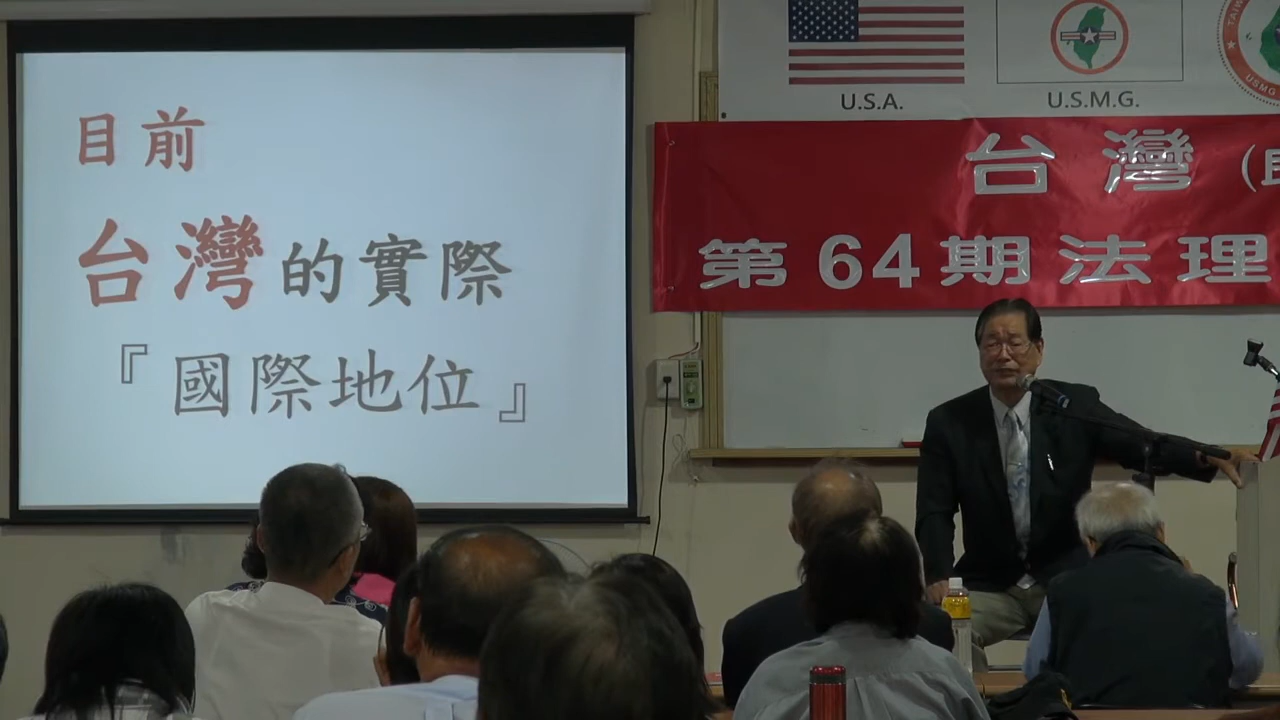 目前
台灣的實際
『國際地位』
U.S.A.
U.S.M.G.
台灣
第64期法理